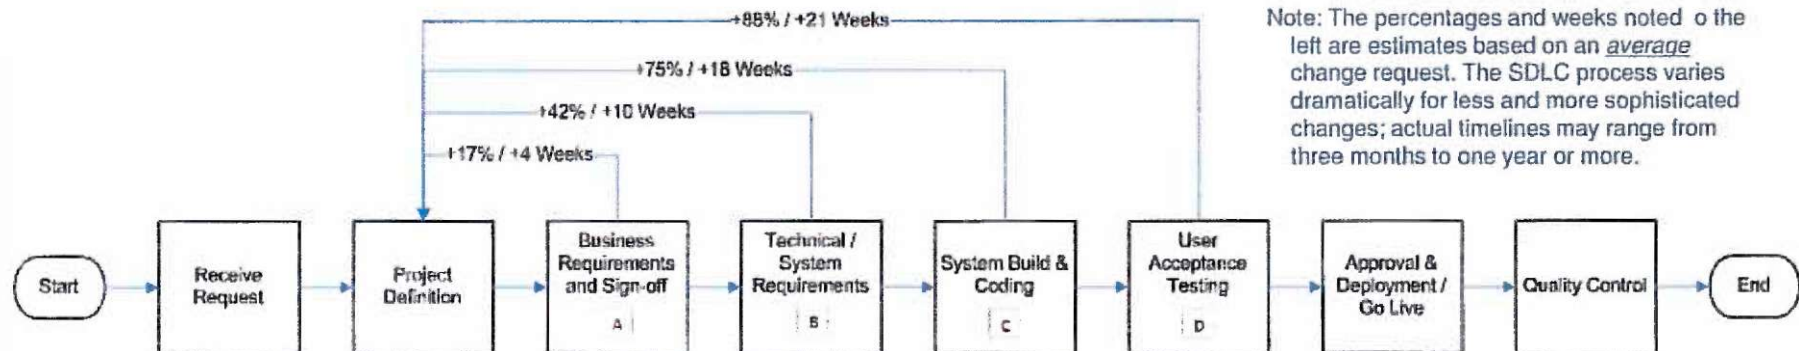 +88% / +21 Weeks
+75% / +18 Weeks
+42% / +10 Weeks
+17% / +4 Weeks
Note: The percentages and weeks noted o the
left are estimates based on an average
change request. The SDLC process varies
dramatically for less and more sophisticated
changes; actual timelines may range from
three months to one year or more.
Start
Receive
Request
Project
Definition
Business
Requirements
and Sign-off
A
Technical /
System
Requirements
B
System Build &
Coding
C
User
Acceptance
Testing
D
Approval &
Deployment /
Go Live
Quality Control
End